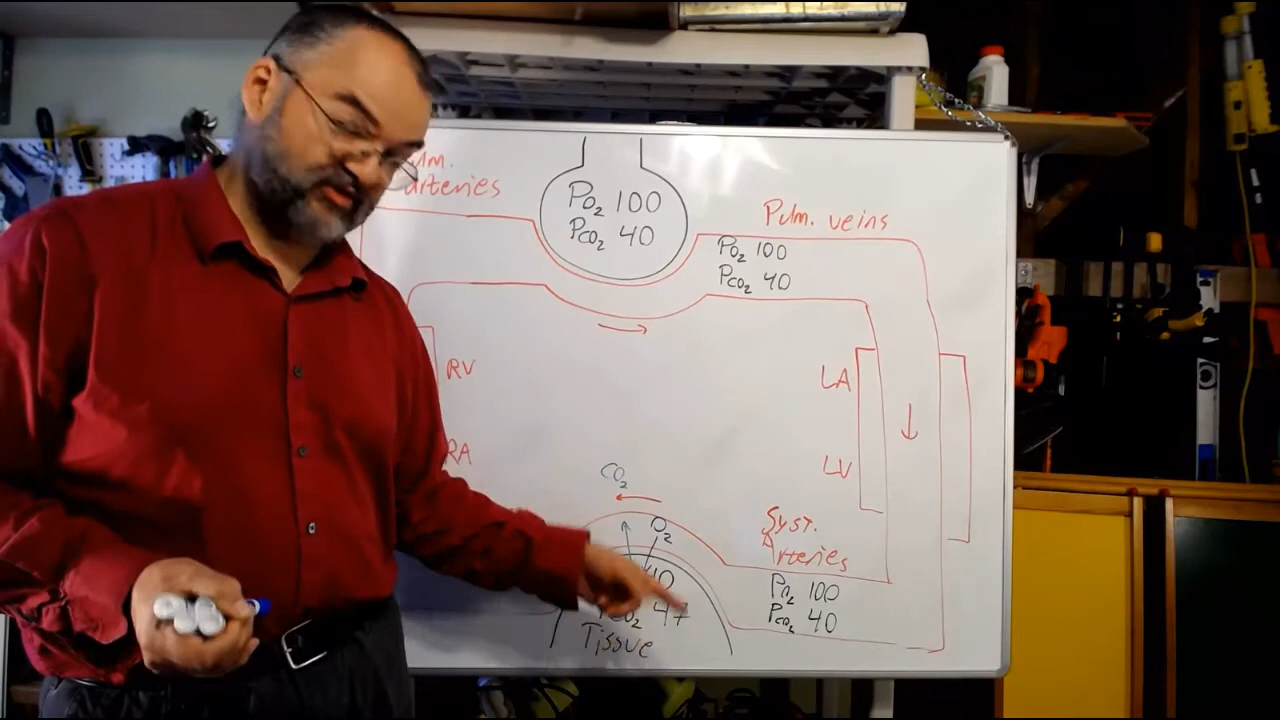 arteries
Po₂ 100
Pco₂ 40
Pulm. veins
Po₂ 100
Pco₂ 40
RV
LA
RA
LV
CO₂
O₂
Syst.
Arteries
Po₂ 100
Pco₂ 40
47
Tissue